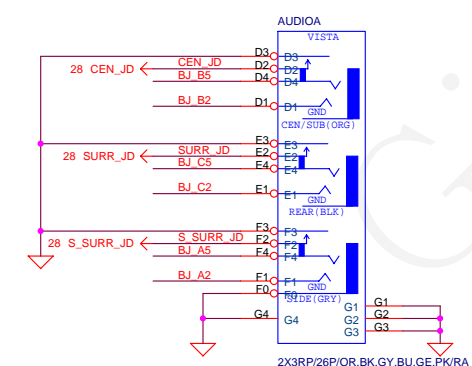 AUDIOA
VISTA
D3 D3
28 CEN_JD CEN_JD D2 D2
BJ_B5 D4 D4
BJ_B2 D1 D1
GND
CEN/SUB(ORG)
E3 E3
28 SURR_JD SURR_JD E2 E2
BJ_C5 E4 E4
BJ_C2 E1 E1
GND
REAR(BLK)
F3 F3
28 S_SURR_JD S_SURR_JD F2 F2
BJ_A5 F4 F4
BJ_A2 F1 F1
GND
F0 F0
SIDE(GRY)
G1 G1
G4 G4 G2 G2
G3 G3
2X3RP/26P/OR.BK.GY.BU.GE.PK/RA